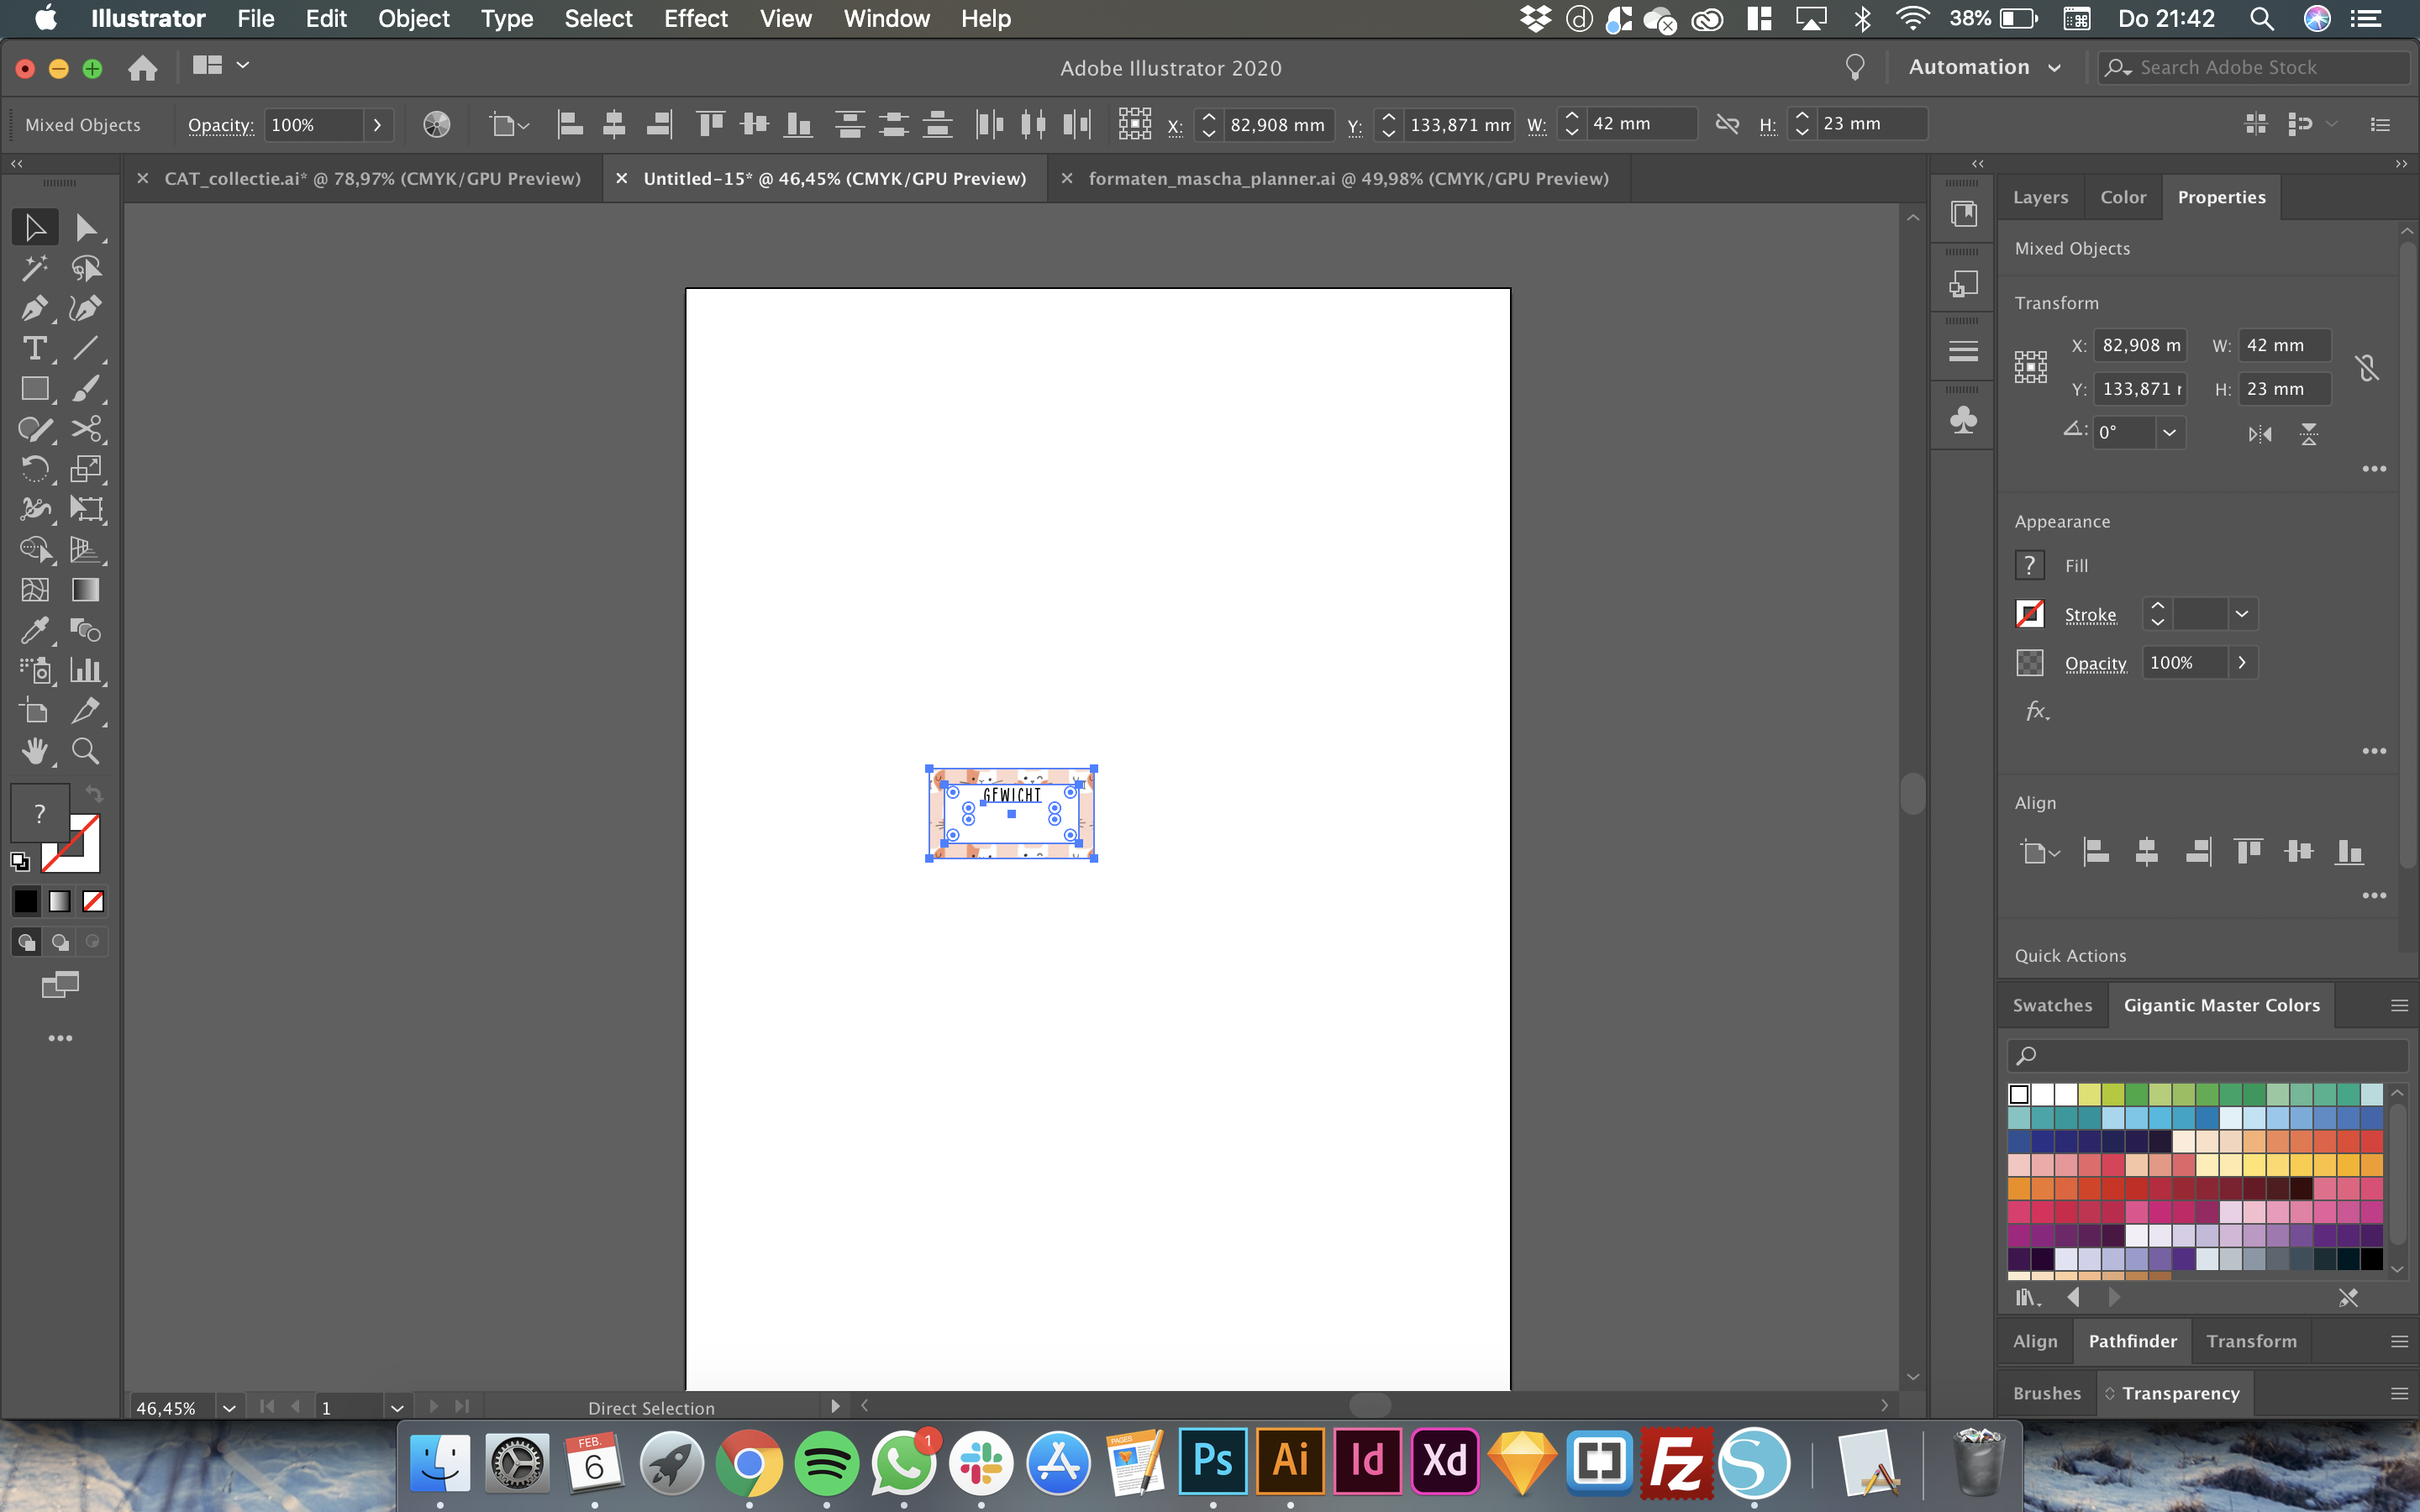 Illustrator File Edit Object Type Select Effect View Window Help 38% Do 21:42
Adobe Illustrator 2020 Automation Search Adobe Stock
Mixed Objects Opacity: 100% X: 82,908 mm Y: 133,871 mm W: 42 mm H: 23 mm
CAT_collectie.ai* @ 78,97% (CMYK/GPU Preview) Untitled-15* @ 46,45% (CMYK/GPU Preview) formaten_mascha_planner.ai @ 49,98% (CMYK/GPU Preview)
Layers Color Properties
Mixed Objects
Transform
X: 82,908 m W: 42 mm
Y: 133,871 H: 23 mm
0°
Appearance
? Fill
Stroke
Opacity 100%
fx
GEWICHT
?
Align
Quick Actions
Swatches Gigantic Master Colors
Align Pathfinder Transform
Brushes Transparency
46,45% 1 Direct Selection
FEB.
6
1
PAGES
Ps Ai Id Xd Fz S